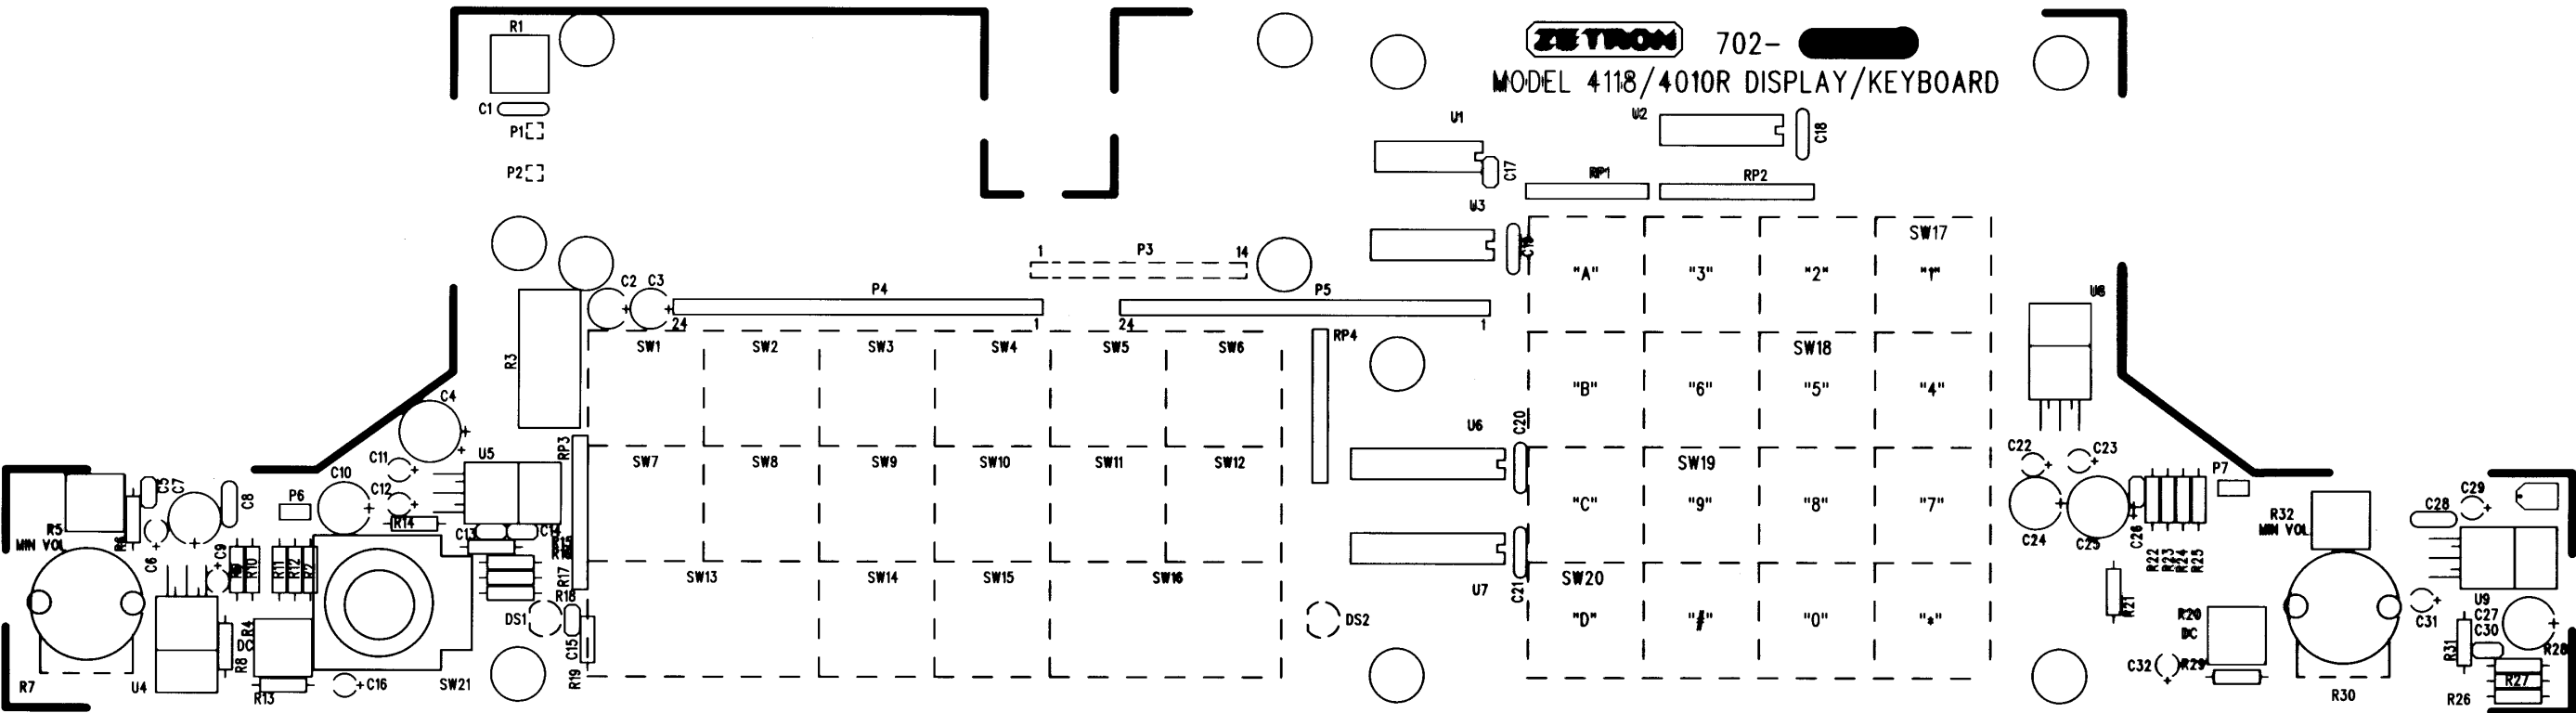 ZETRON 702-
MODEL 4118/4010R DISPLAY/KEYBOARD
R1
C1
P1
P2
U1
U2
C18
C17
RP1
RP2
U3
SW17
1 P3 14
"A" "3" "2" "1"
C2 C3
P4
P5
U8
24 1
24 1
R3
SW1 SW2 SW3 SW4 SW5 SW6
RP4
SW18
"B" "6" "5" "4"
C4
U6
C20
C11
U5
RP3
SW7 SW8 SW9 SW10 SW11 SW12
SW19
C22
C23
P7
C5
C7
C8
P6
C10
C12
"C" "9" "8" "7"
C28
C29
R5
MIN VOL
R6
R14
C13
C14
R32
MIN VOL
C6
C9
R10
R11
R12
R2
C24
C25
C26
R22
R23
R24
R25
R17
R18
SW13 SW14 SW15 SW16
U7
C21
SW20
"D" "#" "0" "*"
R21
U9
C27
C30
C31
DS1
DS2
C15
R4
DC
R8
R20
DC
R31
R28
R7
U4
R13
C16
SW21
R19
C32
R29
R30
R26
R27